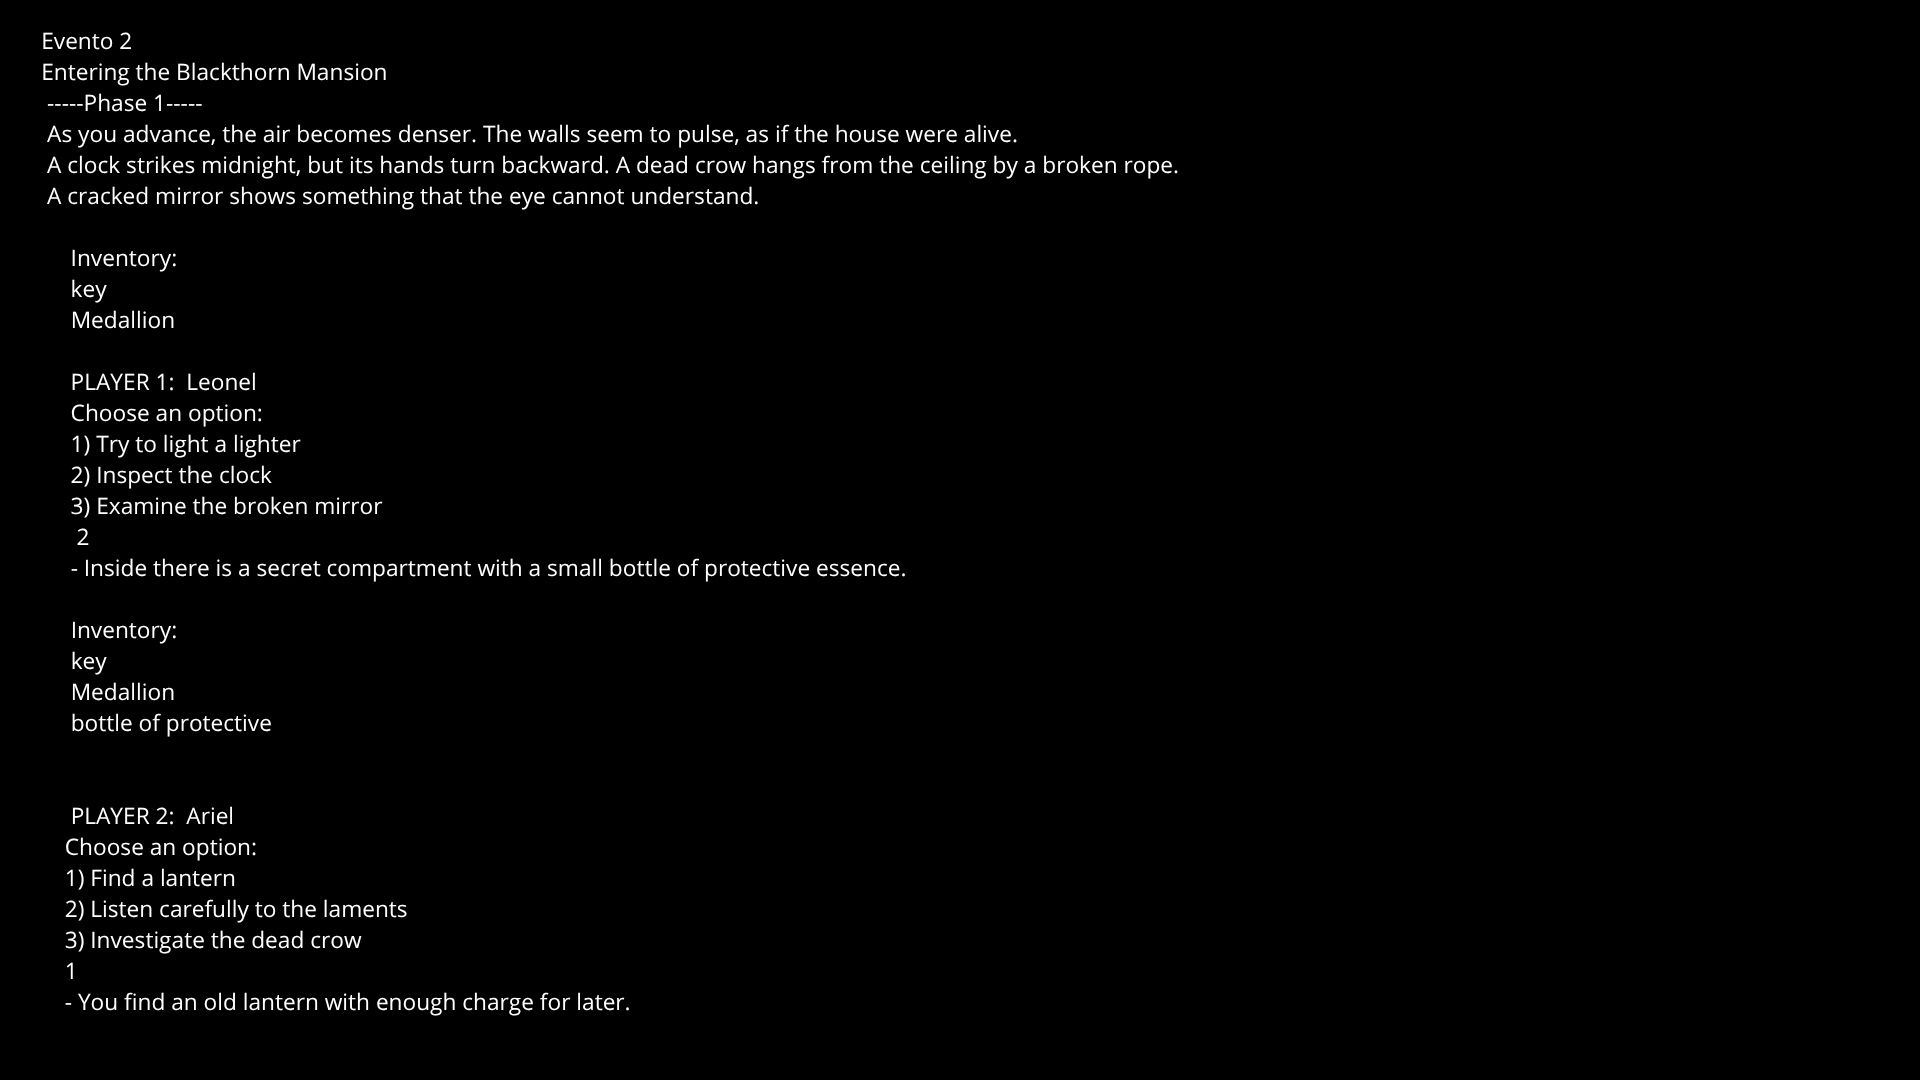 Evento 2
Entering the Blackthorn Mansion
-----Phase 1-----
As you advance, the air becomes denser. The walls seem to pulse, as if the house were alive.
A clock strikes midnight, but its hands turn backward. A dead crow hangs from the ceiling by a broken rope.
A cracked mirror shows something that the eye cannot understand.
Inventory:
key
Medallion
PLAYER 1:  Leonel
Choose an option:
1) Try to light a lighter
2) Inspect the clock
3) Examine the broken mirror
2
- Inside there is a secret compartment with a small bottle of protective essence.
Inventory:
key
Medallion
bottle of protective
PLAYER 2:  Ariel
Choose an option:
1) Find a lantern
2) Listen carefully to the laments
3) Investigate the dead crow
1
- You find an old lantern with enough charge for later.